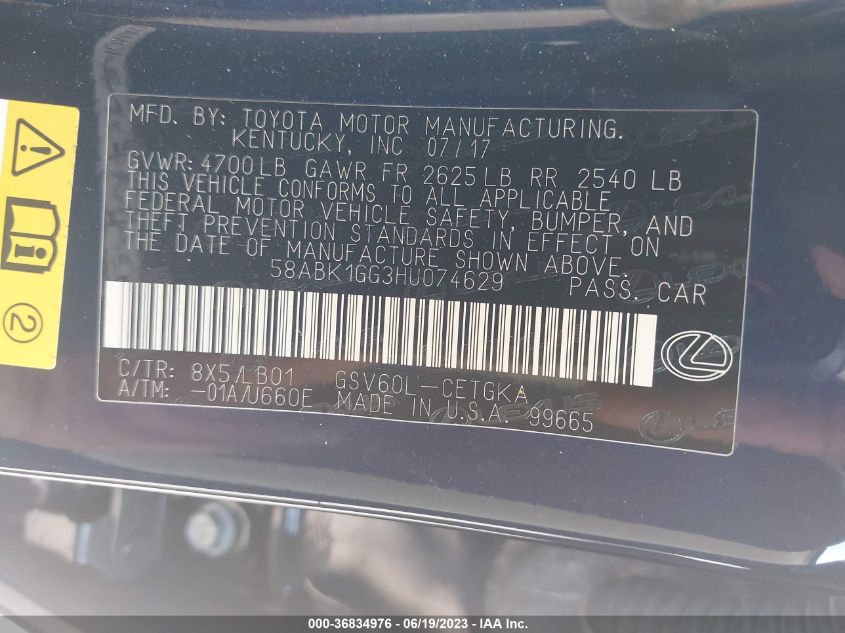 MFD. BY: TOYOTA MOTOR MANUFACTURING.
KENTUCKY, INC 07/17
GVWR: 4700LB GAWR FR 2625LB RR 2540 LB
THIS VEHICLE CONFORMS TO ALL APPLICABLE
FEDERAL MOTOR VEHICLE SAFETY, BUMPER, AND
THEFT PREVENTION STANDARDS IN EFFECT ON
THE DATE OF MANUFACTURE SHOWN ABOVE.
58ABK1GG3HU074629 PASS. CAR
C/TR: 8X5/LB01 GSV60L-CETGKA
A/TM: -01A/U660E MADE IN U.S.A. 99665
2
000-36834976 - 06/19/2023 - IAAI Inc.